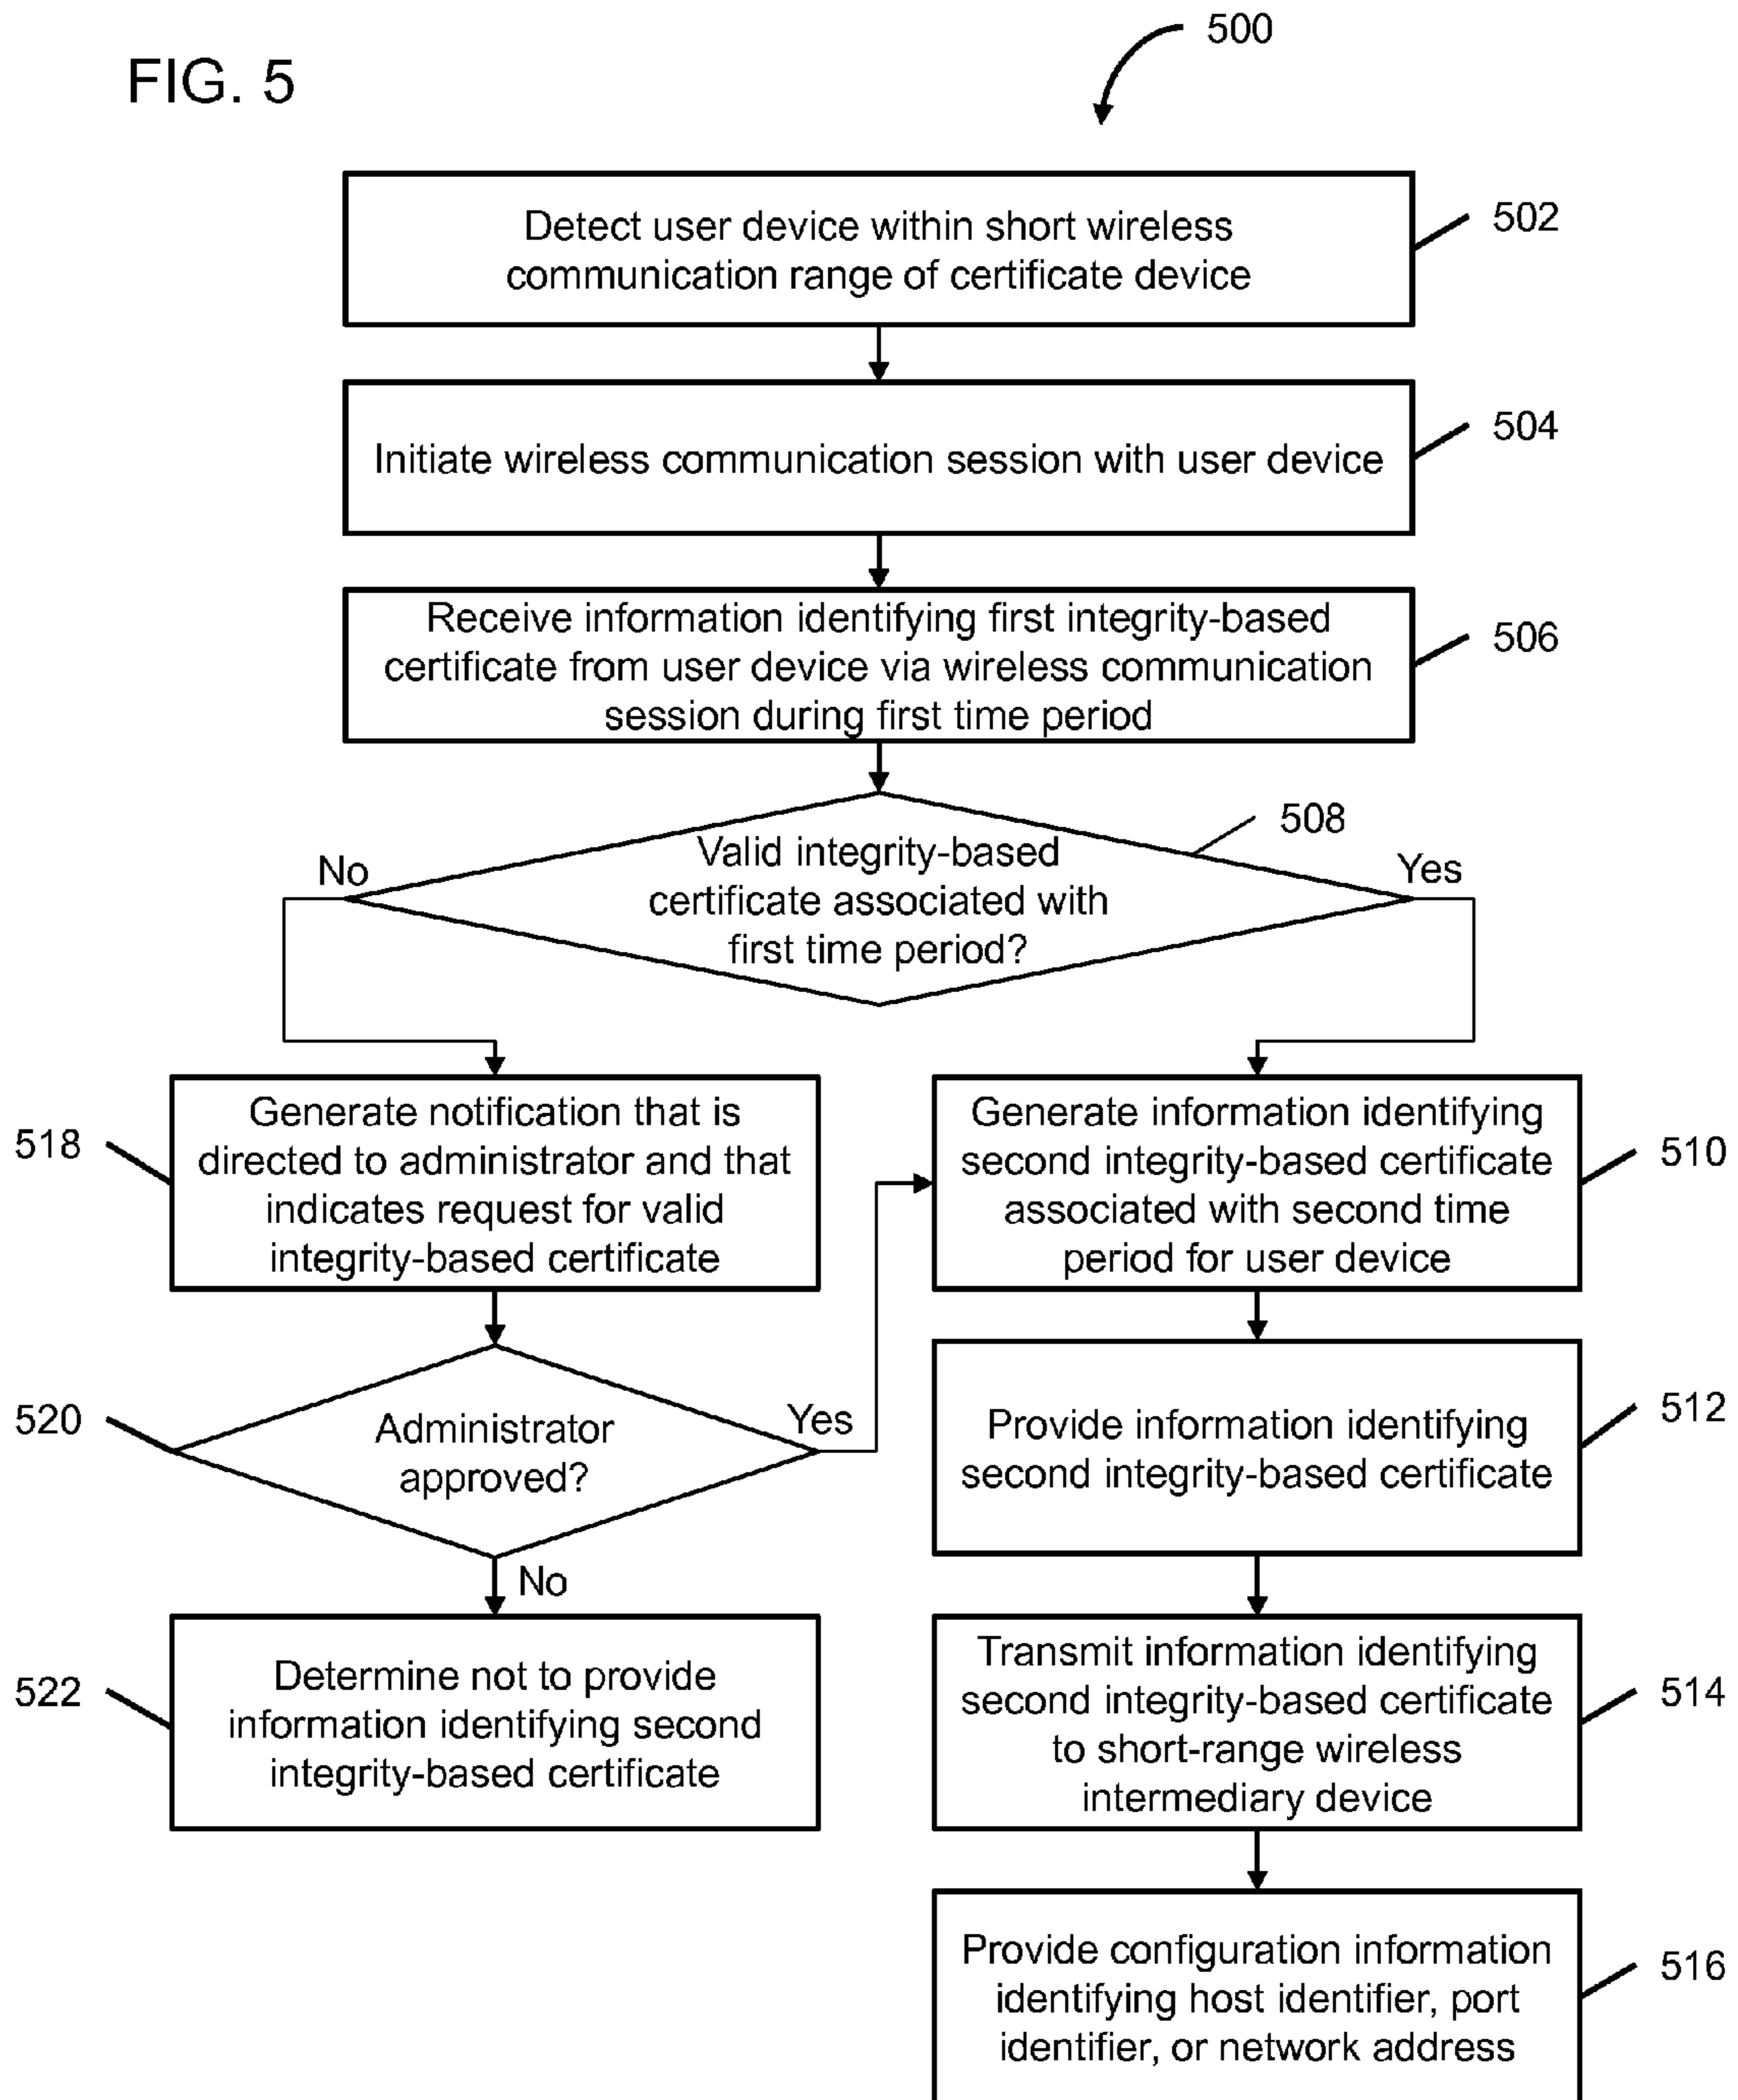 500
FIG. 5
Detect user device within short wireless
communication range of certificate device
502
Initiate wireless communication session with user device
504
Receive information identifying first integrity-based
certificate from user device via wireless communication
session during first time period
506
508
Valid integrity-based
certificate associated with
first time period?
No
Yes
518
Generate notification that is
directed to administrator and that
indicates request for valid
integrity-based certificate
Generate information identifying
second integrity-based certificate
associated with second time
period for user device
510
520
Administrator
approved?
Yes
No
Provide information identifying
second integrity-based certificate
512
522
Determine not to provide
information identifying second
integrity-based certificate
Transmit information identifying
second integrity-based certificate
to short-range wireless
intermediary device
514
Provide configuration information
identifying host identifier, port
identifier, or network address
516